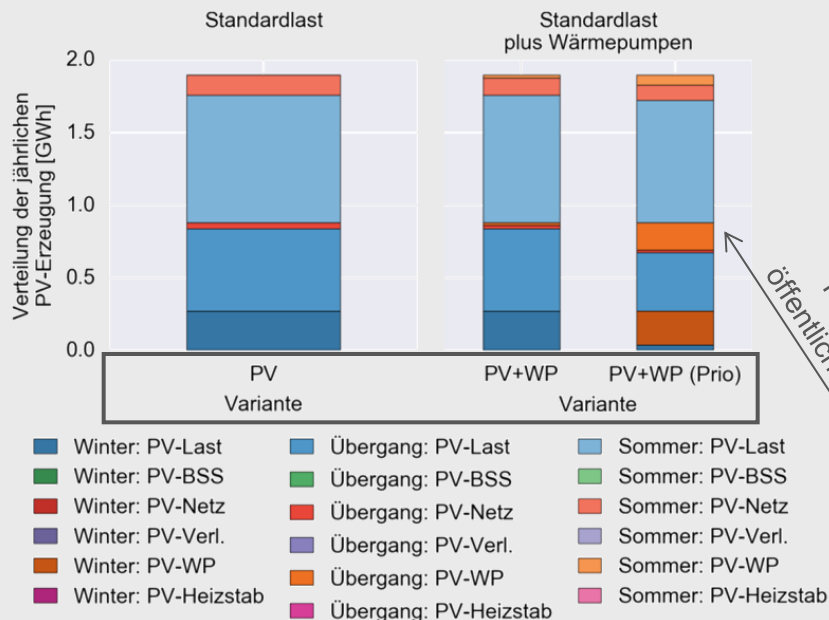 Standardlast
Standardlast
plus Wärmepumpen
Verteilung der jährlichen
PV-Erzeugung [GWh]
2.0
1.5
1.0
0.5
0.0
öffentlich
PV
PV+WP
PV+WP (Prio)
Variante
Variante
Winter: PV-Last
Winter: PV-BSS
Winter: PV-Netz
Winter: PV-Verl.
Winter: PV-WP
Winter: PV-Heizstab
Übergang: PV-Last
Übergang: PV-BSS
Übergang: PV-Netz
Übergang: PV-Verl.
Übergang: PV-WP
Übergang: PV-Heizstab
Sommer: PV-Last
Sommer: PV-BSS
Sommer: PV-Netz
Sommer: PV-Verl.
Sommer: PV-WP
Sommer: PV-Heizstab